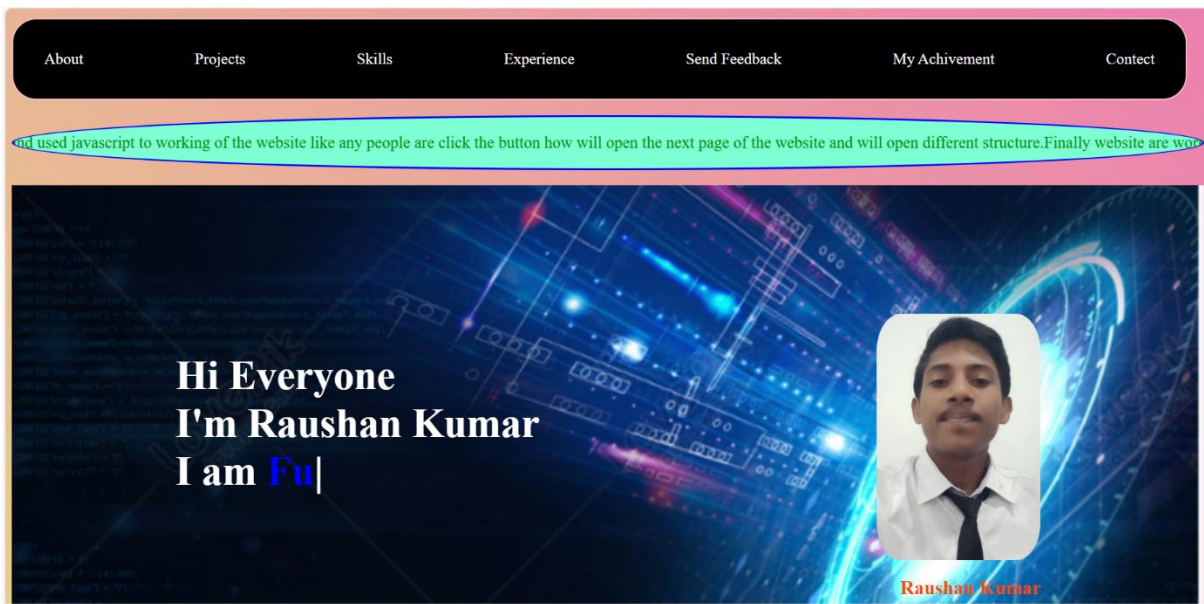 About Projects Skills Experience Send Feedback My Achivement Contect
used javascript to working of the website like any people are click the button how will open the next page of the website and will open different structure.Finally website are
Hi Everyone
I'm Raushan Kumar
I am Fu|
Raushan Kumar